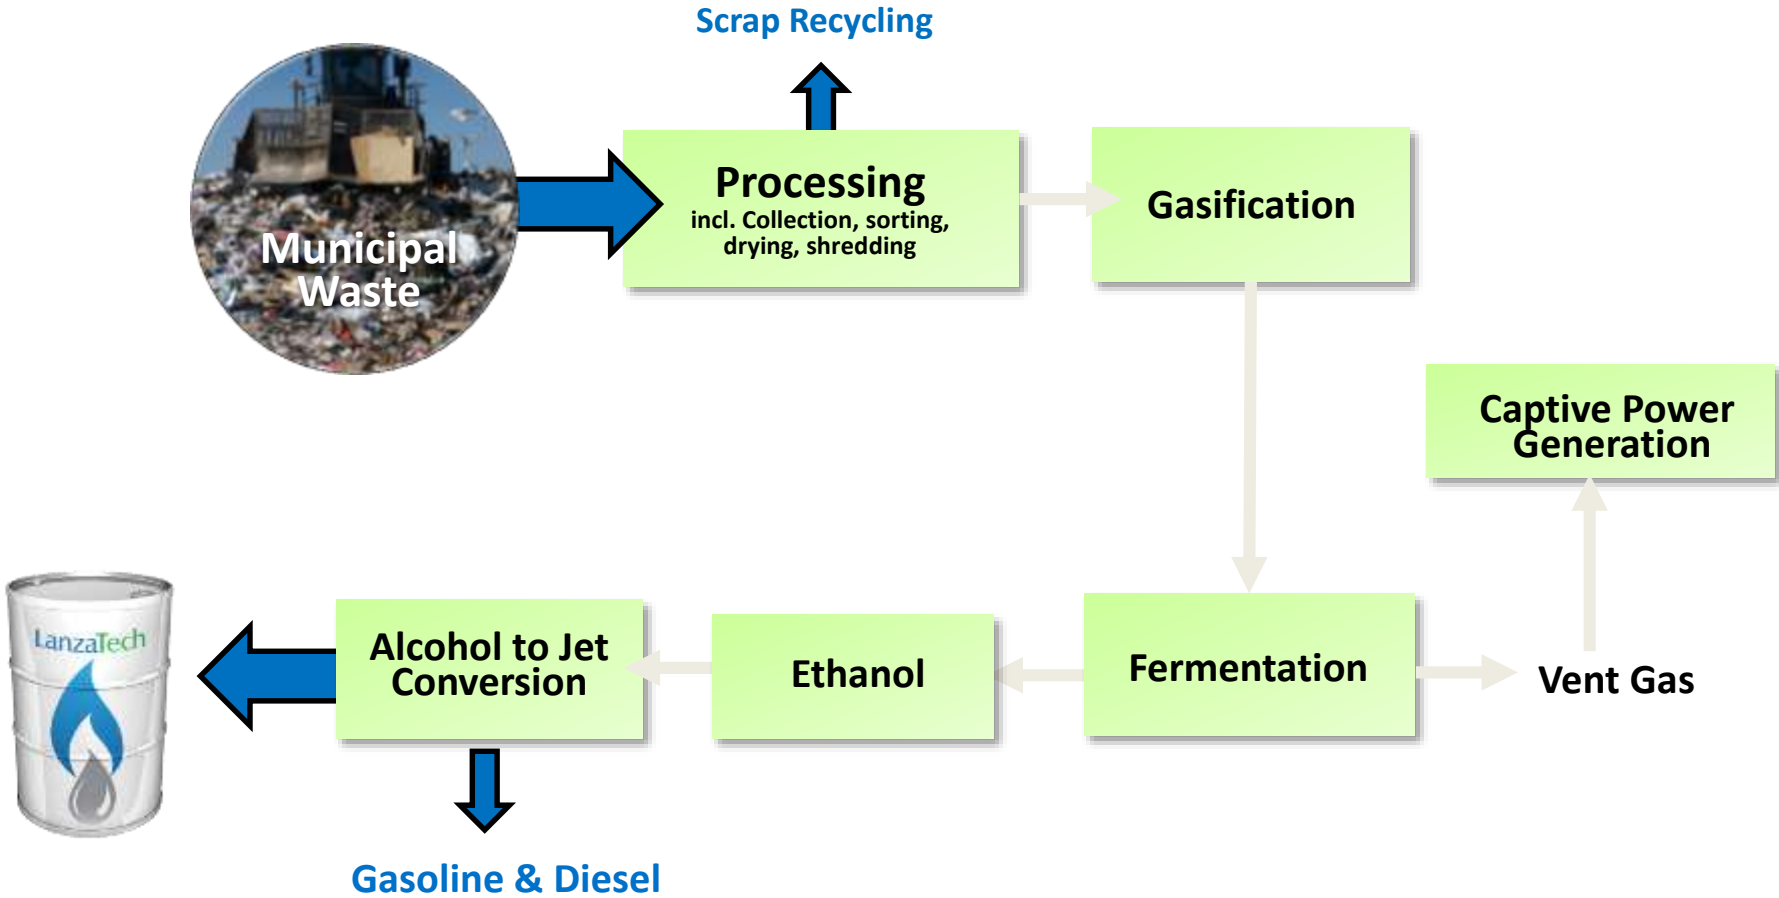 Scrap Recycling
Municipal
Waste
Processing
incl. Collection, sorting,
drying, shredding
Gasification
Captive Power
Generation
LanzaTech
Alcohol to Jet
Conversion
Ethanol
Fermentation
Vent Gas
Gasoline & Diesel